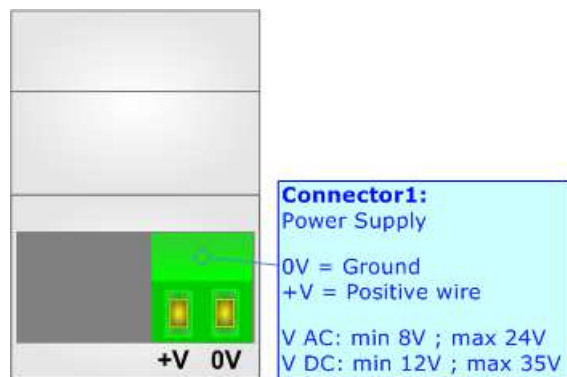 Connector1:
Power Supply
0V = Ground
+V = Positive wire
V AC: min 8V ; max 24V
V DC: min 12V ; max 35V
+V 0V